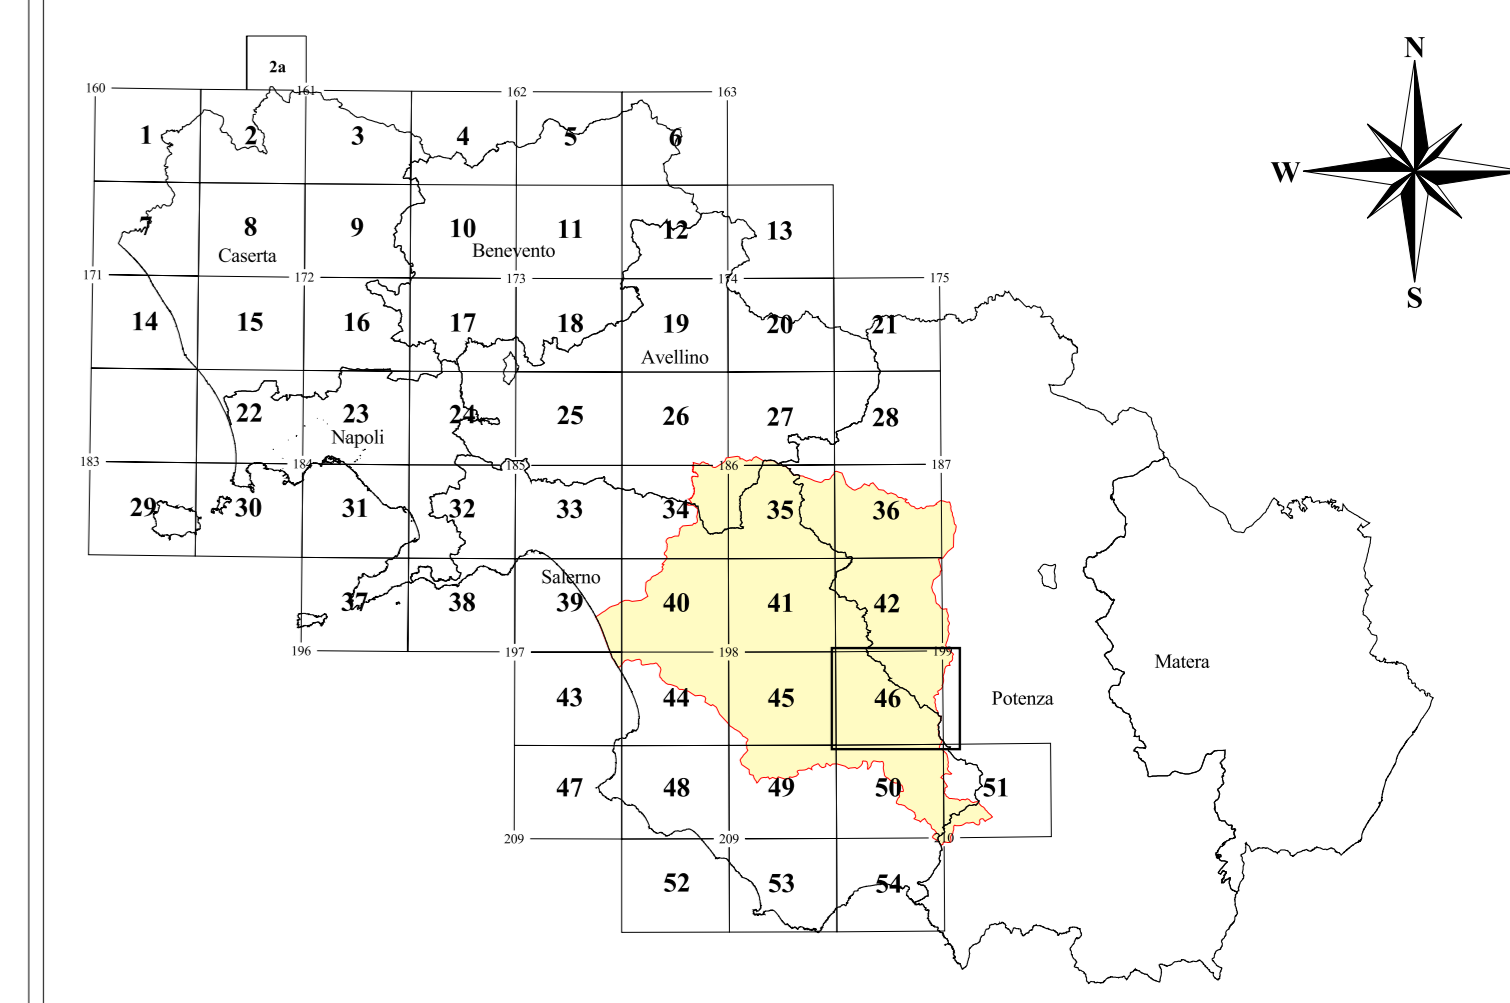 N
2a
160 161 162 163
1 2 3 4 5 6
W
7 8 9 10 11 12 13
Caserta Benevento
171 172 173 174 175
S
14 15 16 17 18 19 20 21
Avellino
22 23 24 25 26 27 28
Napoli
183 184 185 186 187
29 30 31 32 33 34 35 36
Salerno
37 38 39 40 41 42
196 197 198 199
Matera
43 44 45 46 Potenza
47 48 49 50 51
209 209
52 53 54